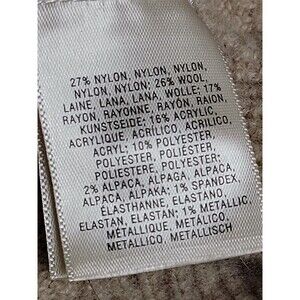 27% NYLON, NYLON, NYLON,
NYLON, NYLON; 26% WOOL,
LAINE, LANA, LANA, WOLLE; 17%
RAYON, RAYONNE, RAYÓN, RAION,
KUNSTSEIDE; 16% ACRYLIC,
ACRYLIQUE, ACRÍLICO, ACRILICO,
ACRYL; 10% POLYESTER,
POLYESTER, POLIÉSTER,
POLIESTERE, POLYESTER;
2% ALPACA, ALPAGA, ALPACA,
ALPACA, ALPAKA; 1% SPANDEX,
ÉLASTHANNE, ELASTANO,
ELASTAN, ELASTAN; 1% METALLIC,
MÉTALLIQUE, METÁLICO,
METALLICO, METALLISCH